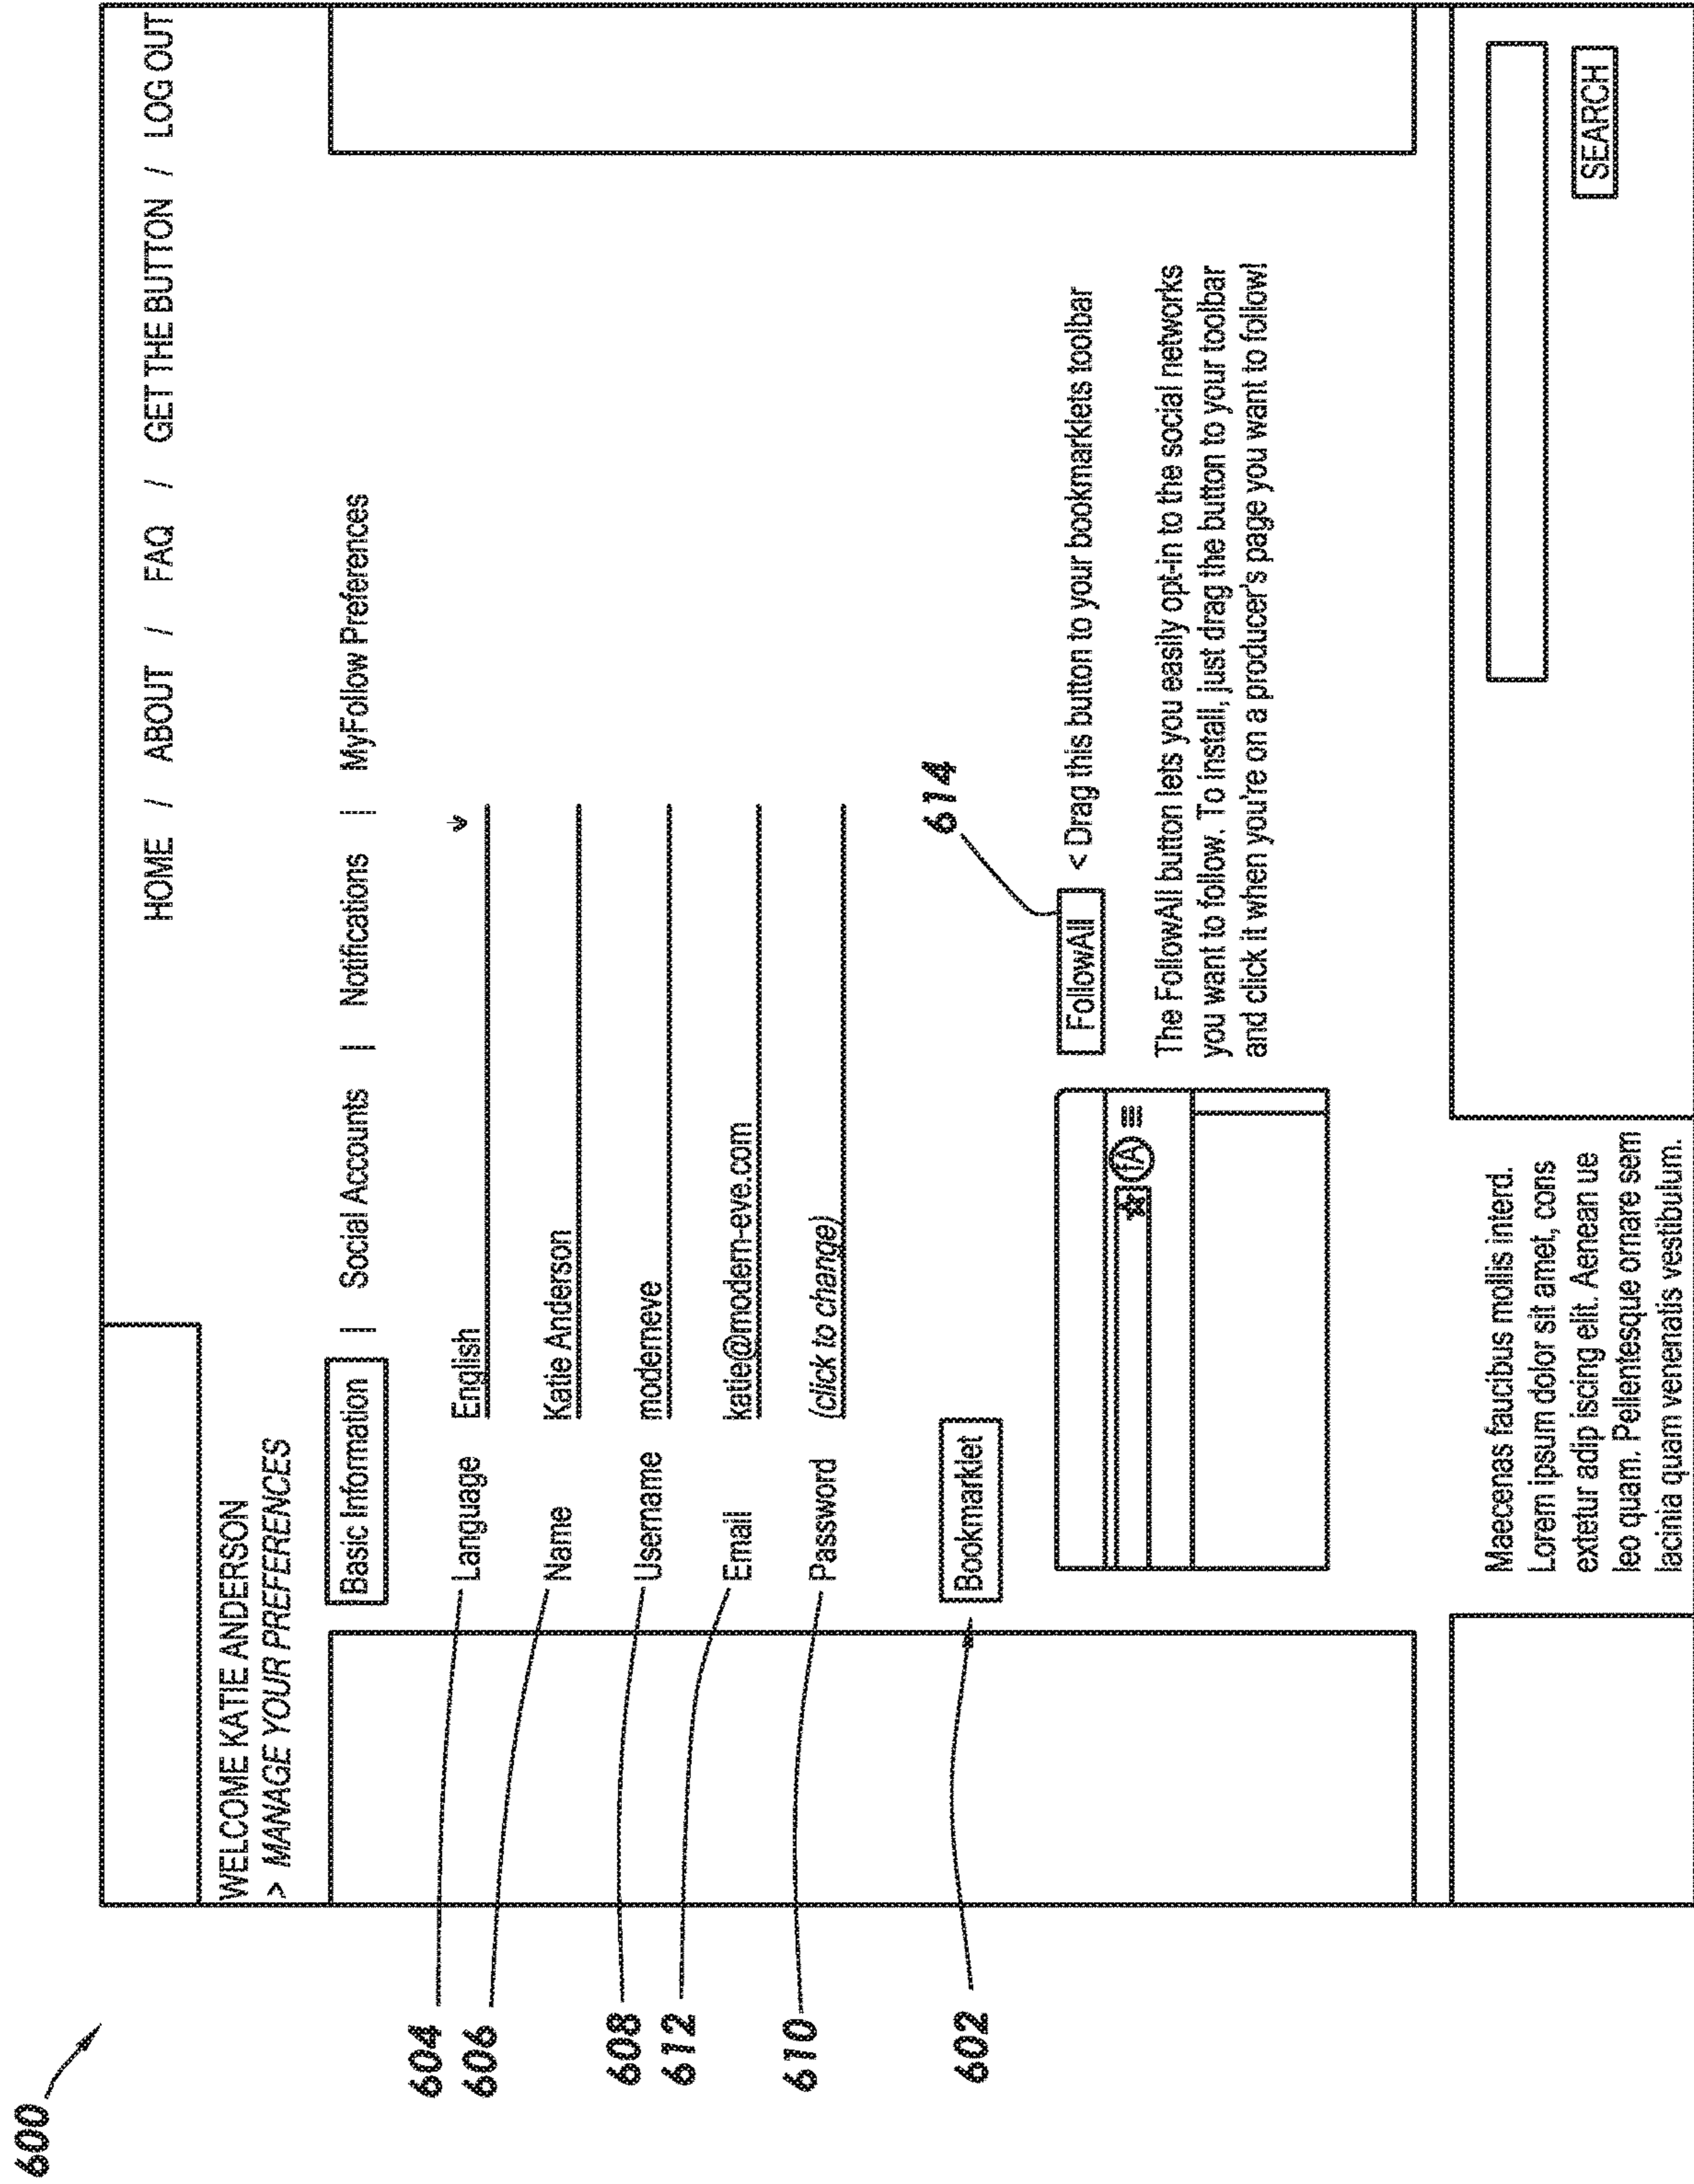 600
HOME / ABOUT / FAQ / GET THE BUTTON / LOG OUT
WELCOME KATIE ANDERSON
> MANAGE YOUR PREFERENCES
Basic Information | Social Accounts | Notifications | MyFollow Preferences
604 Language English
606 Name Katie Anderson
608 Username moderneve
612 Email katie@modern-eve.com
610 Password (click to change)
602 Bookmarklet
614
FollowAll < Drag this button to your bookmarklets toolbar
fA
The FollowAll button lets you easily opt-in to the social networks
you want to follow. To install, just drag the button to your toolbar
and click it when you're on a producer's page you want to follow!
Maecenas faucibus mollis interd.
Lorem ipsum dolor sit amet, cons
extetur adip iscing elit. Aenean ue
leo quam. Pellentesque ornare sem
lacinia quam venenatis vestibulum.
SEARCH